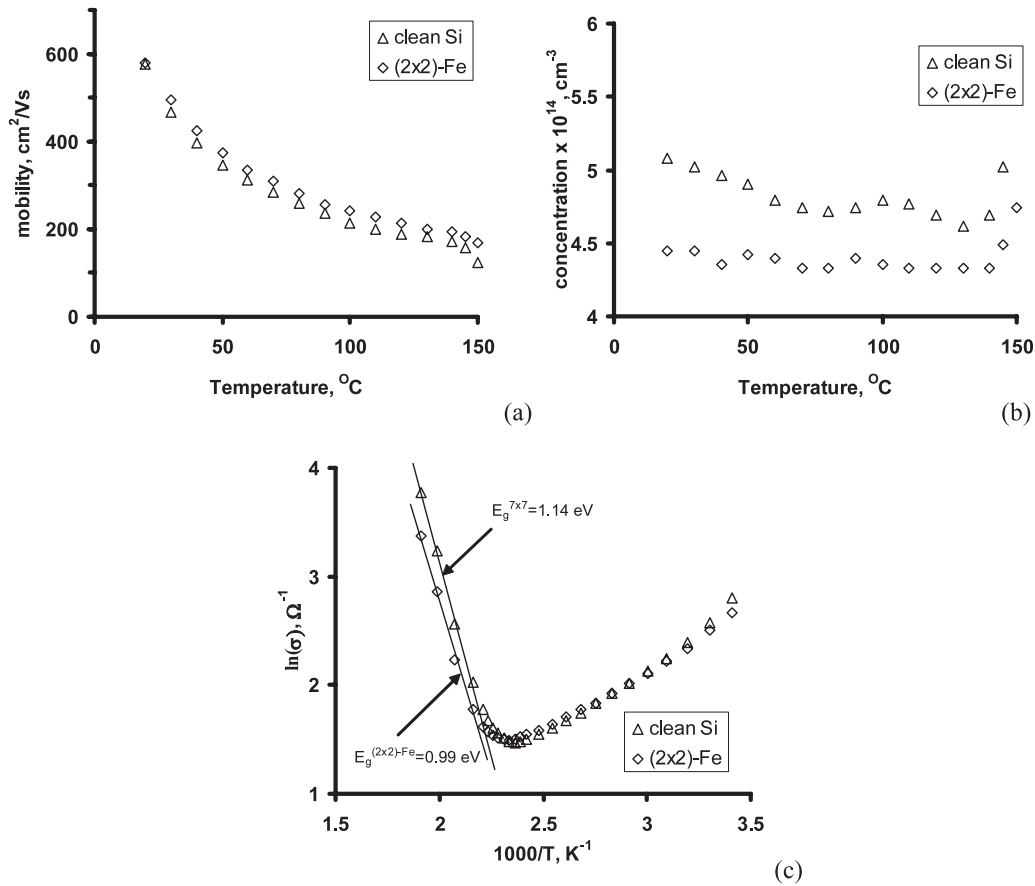 mobility, cm²/Vs
600
400
200
0
0
50
100
150
Temperature, ᴼC
△ clean Si
◇ (2x2)-Fe
(a)
concentration x 10¹⁴, cm⁻³
6
5.5
5
4.5
4
0
50
100
150
Temperature, ᴼC
△ clean Si
◇ (2x2)-Fe
(b)
ln(σ), Ω⁻¹
4
3
2
1
1.5
2
2.5
3
3.5
1000/T, K⁻¹
E_g^7x7=1.14 eV
E_g^(2x2)-Fe=0.99 eV
△ clean Si
◇ (2x2)-Fe
(c)